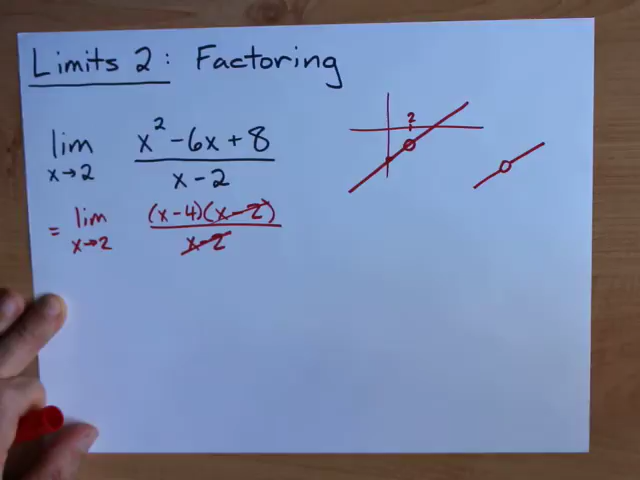 Limits 2: Factoring
lim x→2 x² - 6x + 8 / x - 2
= lim x→2 (x - 4)(x - 2) / x - 2
2